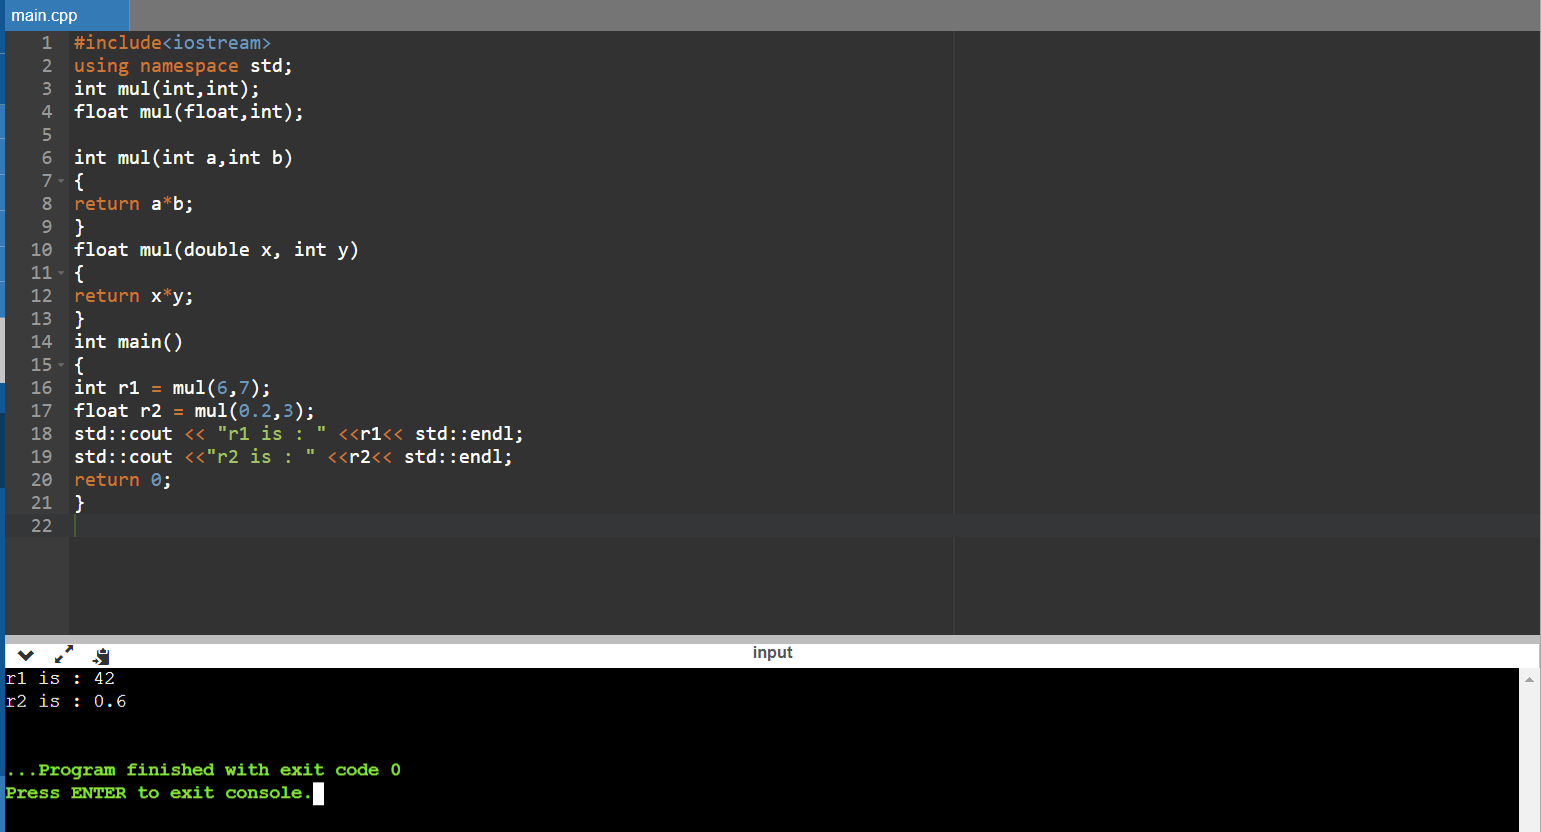 main.cpp
1 #include<iostream>
2 using namespace std;
3 int mul(int,int);
4 float mul(float,int);
5
6 int mul(int a,int b)
7 {
8 return a*b;
9 }
10 float mul(double x, int y)
11 {
12 return x*y;
13 }
14 int main()
15 {
16 int r1 = mul(6,7);
17 float r2 = mul(0.2,3);
18 std::cout << "r1 is : " <<r1<< std::endl;
19 std::cout <<"r2 is : " <<r2<< std::endl;
20 return 0;
21 }
22
input
r1 is : 42
r2 is : 0.6
...Program finished with exit code 0
Press ENTER to exit console.